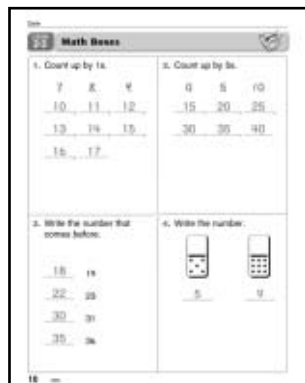 Math Boxes
1. Count up by 1s.
7 8 9
10 11 12
13 14 15
16 17
2. Count up by 5s.
0 5 10
15 20 25
30 35 40
3. Write the number that
comes before.
18 19
22 23
30 31
35 36
4. Write the number.
5 9
10